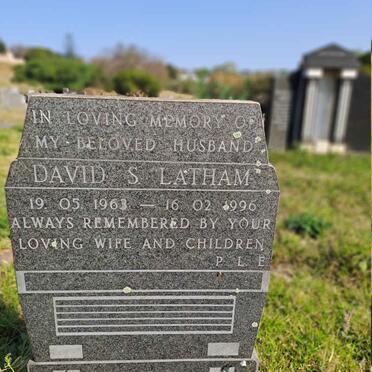 IN LOVING MEMORY OF
MY BELOVED HUSBAND
DAVID S. LATHAM
19. 05. 1963 — 16. 02. 1996
ALWAYS REMEMBERED BY YOUR
LOVING WIFE AND CHILDREN
P. L. E.